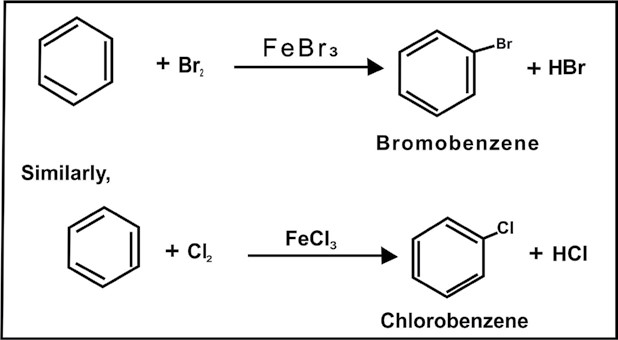 FeBr₃
+ Br₂
Br
+ HBr
Bromobenzene
Similarly,
FeCl₃
+ Cl₂
Cl
+ HCl
Chlorobenzene